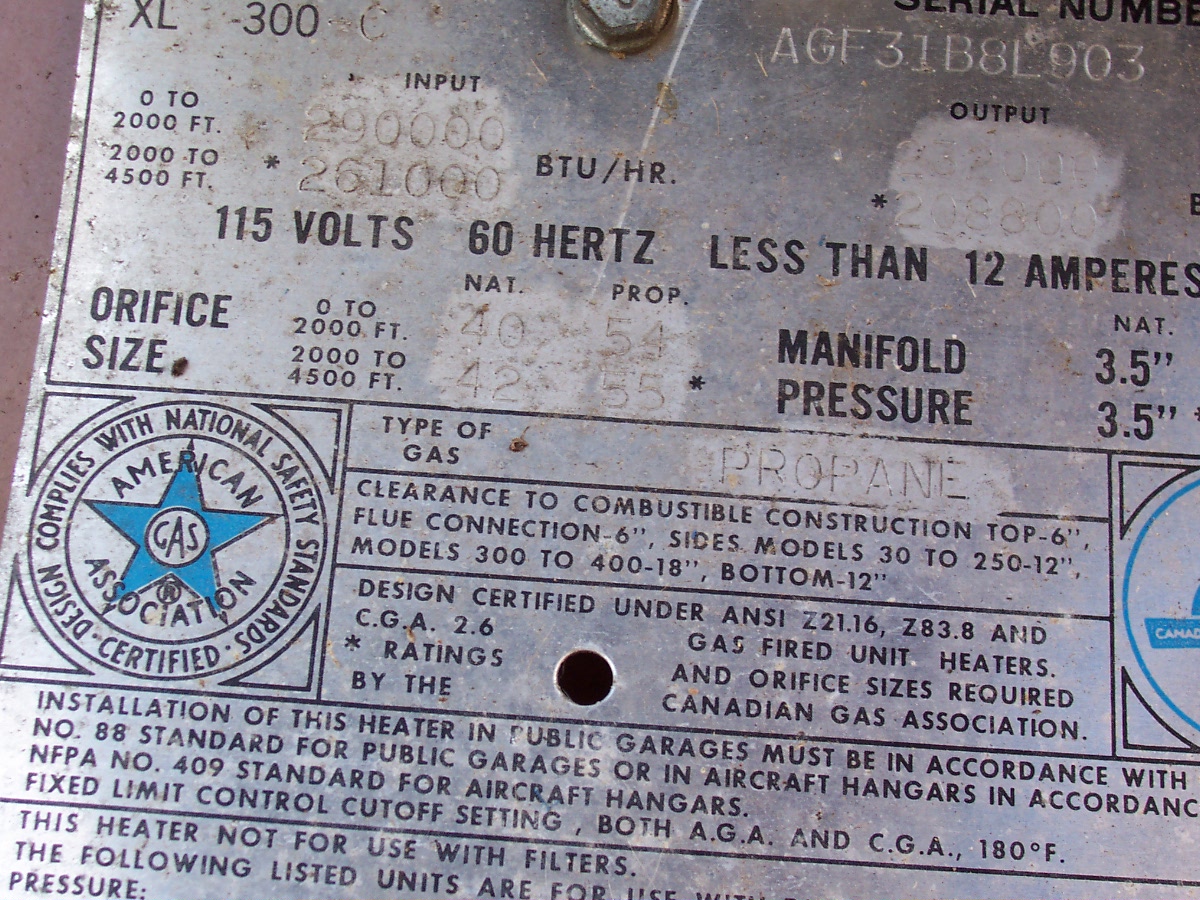 XL -300 C
SERIAL NUMBE
AGF31B8L903
INPUT
OUTPUT
0 TO
2000 FT.
290000
2000 TO
4500 FT.
* 261000
BTU/HR.
* 208800
115 VOLTS 60 HERTZ LESS THAN 12 AMPERES
ORIFICE
SIZE
NAT. PROP.
0 TO
2000 FT.
40 54
2000 TO
4500 FT.
42 55 *
MANIFOLD
PRESSURE
NAT.
3.5"
3.5"
DESIGN COMPLIES WITH NATIONAL SAFETY STANDARDS
· CERTIFIED ·
AMERICAN
GAS
®
ASSOCIATION
TYPE OF
GAS
PROPANE
CLEARANCE TO COMBUSTIBLE CONSTRUCTION TOP-6",
FLUE CONNECTION-6", SIDES MODELS 30 TO 250-12",
MODELS 300 TO 400-18", BOTTOM-12"
DESIGN CERTIFIED UNDER ANSI Z21.16, Z83.8 AND
C.G.A. 2.6 GAS FIRED UNIT HEATERS.
* RATINGS AND ORIFICE SIZES REQUIRED
BY THE CANADIAN GAS ASSOCIATION.
CANAD
INSTALLATION OF THIS HEATER IN PUBLIC GARAGES MUST BE IN ACCORDANCE WITH
NO. 88 STANDARD FOR PUBLIC GARAGES OR IN AIRCRAFT HANGARS IN ACCORDANC
NFPA NO. 409 STANDARD FOR AIRCRAFT HANGARS.
FIXED LIMIT CONTROL CUTOFF SETTING, BOTH A.G.A. AND C.G.A., 180°F.
THIS HEATER NOT FOR USE WITH FILTERS.
THE FOLLOWING LISTED UNITS ARE FOR USE WITH
PRESSURE: